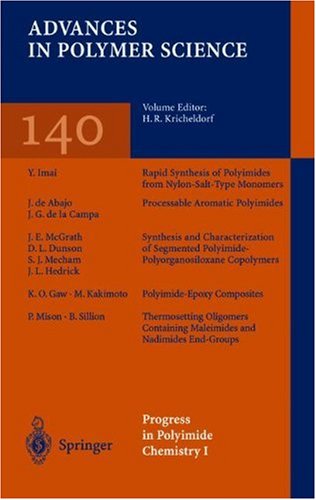 ADVANCES
IN POLYMER SCIENCE
Volume Editor:
H. R. Kricheldorf
140
Y. Imai Rapid Synthesis of Polyimides
from Nylon-Salt-Type Monomers
J. de Abajo Processable Aromatic Polyimides
J. G. de la Campa
J. E. McGrath Synthesis and Characterization
D. L. Dunson of Segmented Polyimide-
S. J. Mecham Polyorganosiloxane Copolymers
J. L. Hedrick
K. O. Gaw · M. Kakimoto Polyimide-Epoxy Composites
P. Mison · B. Sillion Thermosetting Oligomers
Containing Maleimides and
Nadimides End-Groups
Springer
Progress
in Polyimide
Chemistry I